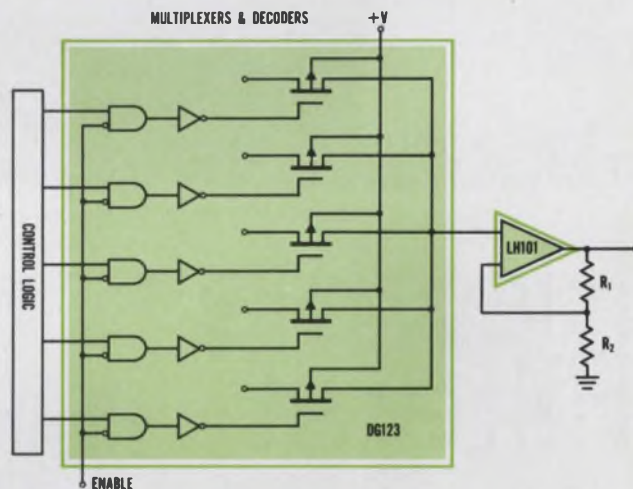 MULTIPLEXERS & DECODERS
+V
CONTROL LOGIC
LH101
R1
R2
DG123
ENABLE